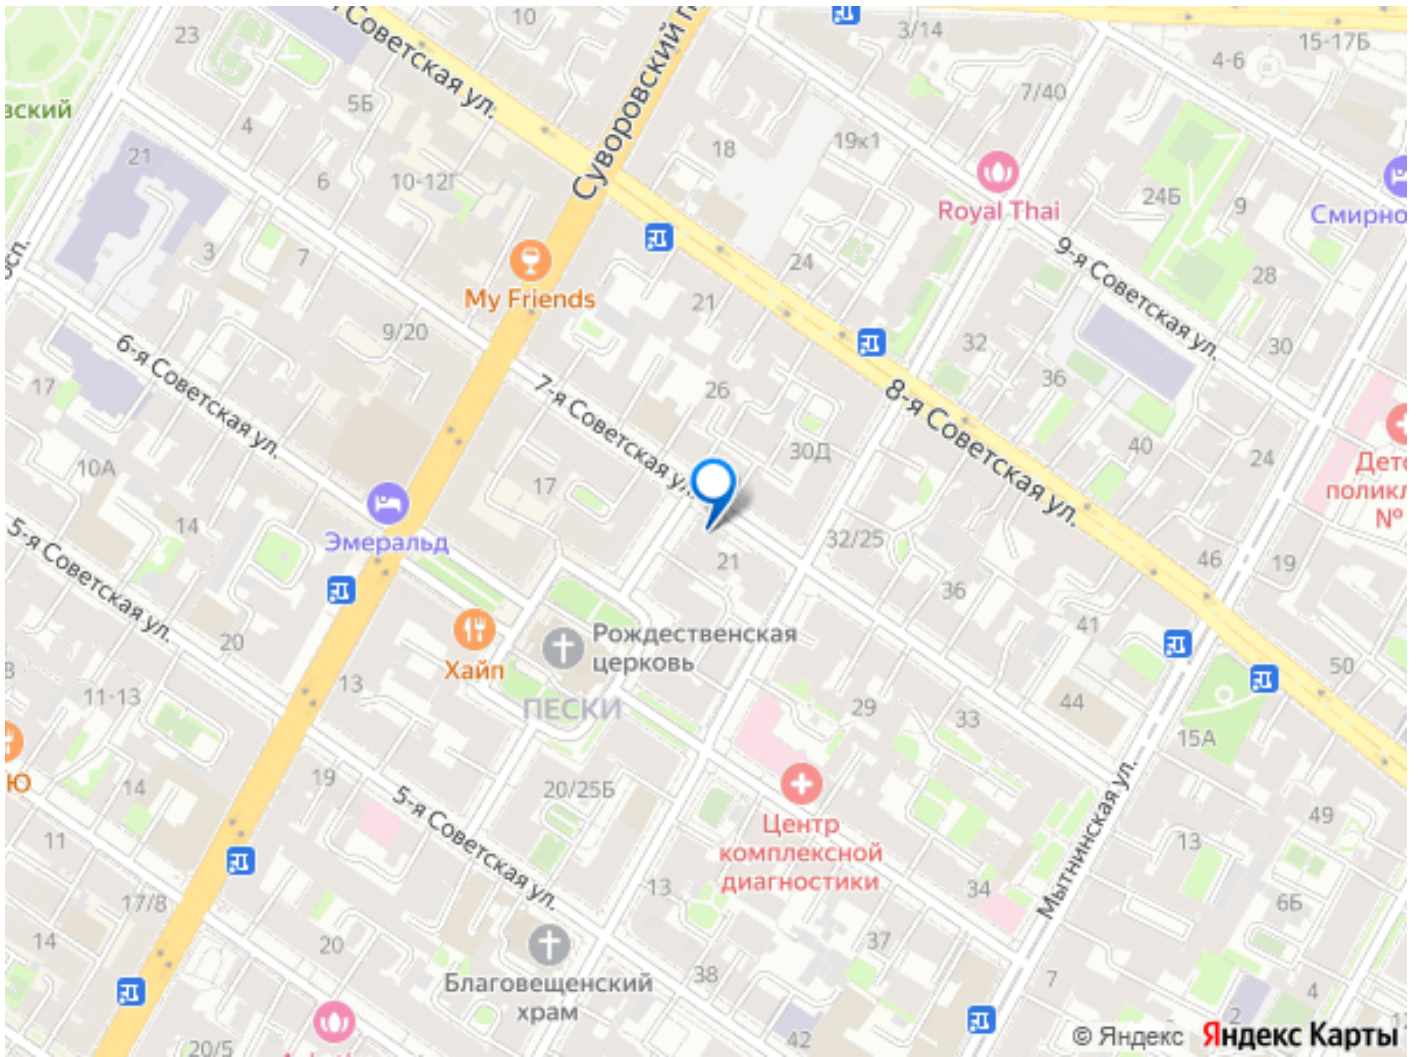 10
3/14
15-17Б
23
Советская ул.
Суворовский п
4-6
вский
5Б
7/40
4
18
19к1
21
6
10-12Г
Royal Thai
24Б
9
Смирно
осп.
3
7
My Friends
24
9-я Советская ул.
28
21
9/20
32
30
6-я Советская ул.
17
7-я Советская ул.
26
36
8-я Советская ул.
30Д
40
24
Детс
поликл
№
10А
17
14
Эмеральд
32/25
21
46
19
5-я Советская ул.
36
20
Хайп
Рождественская
церковь
41
50
8
11-13
13
ПЕСКИ
29
33
44
15А
Ю
14
19
20/25Б
5-я Советская ул.
Центр
комплексной
диагностики
Мытнинская ул.
49
11
13
13
34
6Б
17/8
14
20
37
Благовещенский
храм
38
7
4
2
42
20/5
© Яндекс Яндекс Карты